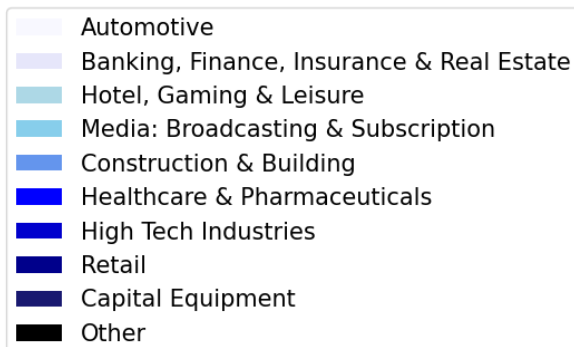 Automotive
Banking, Finance, Insurance & Real Estate
Hotel, Gaming & Leisure
Media: Broadcasting & Subscription
Construction & Building
Healthcare & Pharmaceuticals
High Tech Industries
Retail
Capital Equipment
Other